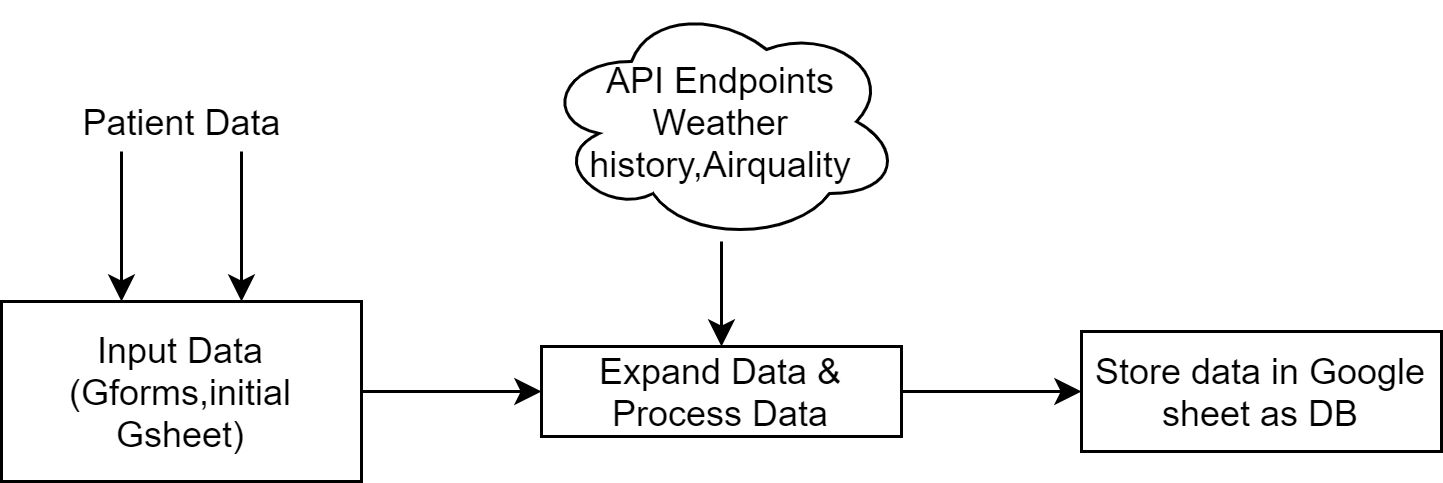 Patient Data
API Endpoints
Weather
history,Airquality
Input Data
(Gforms,initial
Gsheet)
Expand Data &
Process Data
Store data in Google
sheet as DB